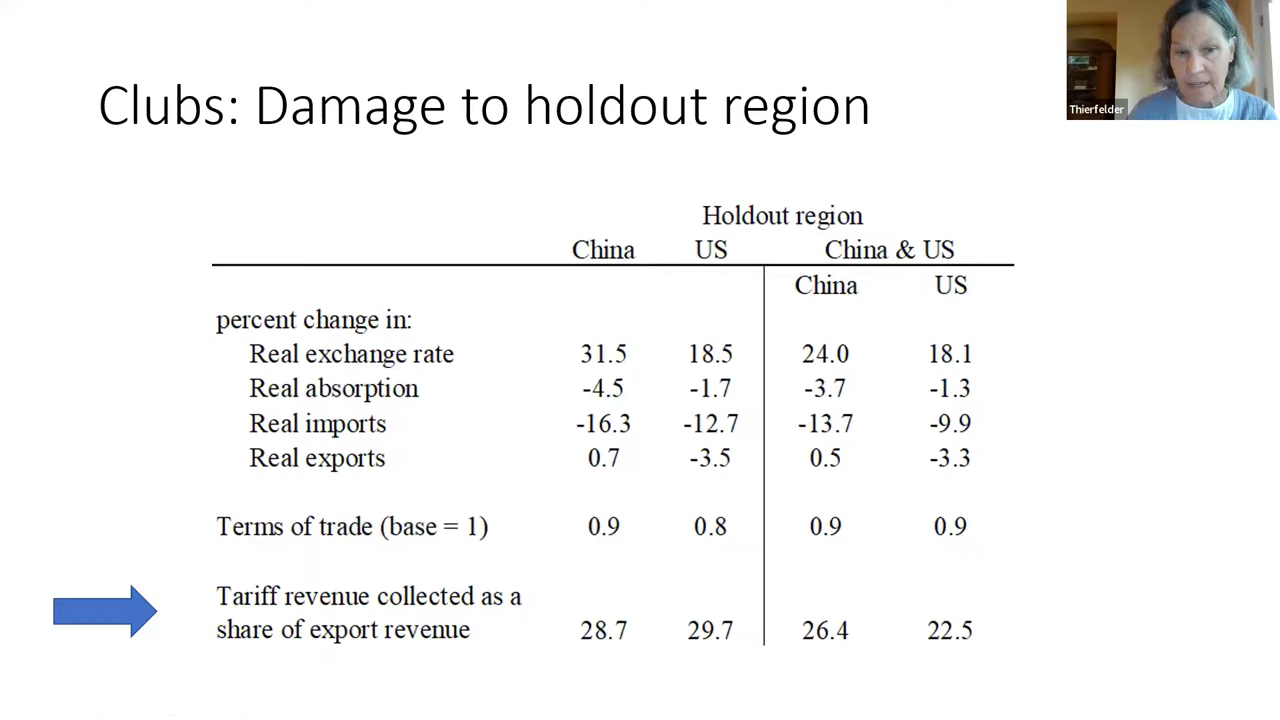 Thierfelder
Clubs: Damage to holdout region
Holdout region
China US China & US
China US
percent change in:
Real exchange rate 31.5 18.5 24.0 18.1
Real absorption -4.5 -1.7 -3.7 -1.3
Real imports -16.3 -12.7 -13.7 -9.9
Real exports 0.7 -3.5 0.5 -3.3
Terms of trade (base = 1) 0.9 0.8 0.9 0.9
Tariff revenue collected as a
share of export revenue 28.7 29.7 26.4 22.5